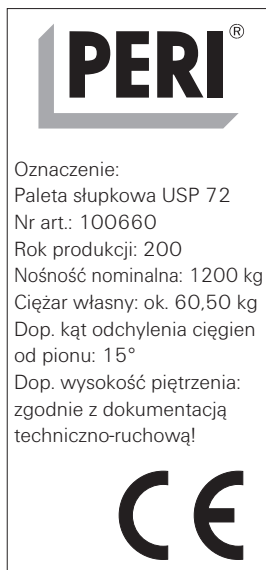 PERI®
Oznaczenie:
Paleta słupkowa USP 72
Nr art.: 100660
Rok produkcji: 200
Nośność nominalna: 1200 kg
Ciężar własny: ok. 60,50 kg
Dop. kąt odchylenia cięgien
od pionu: 15°
Dop. wysokość piętrzenia:
zgodnie z dokumentacją
techniczno-ruchową!
CE